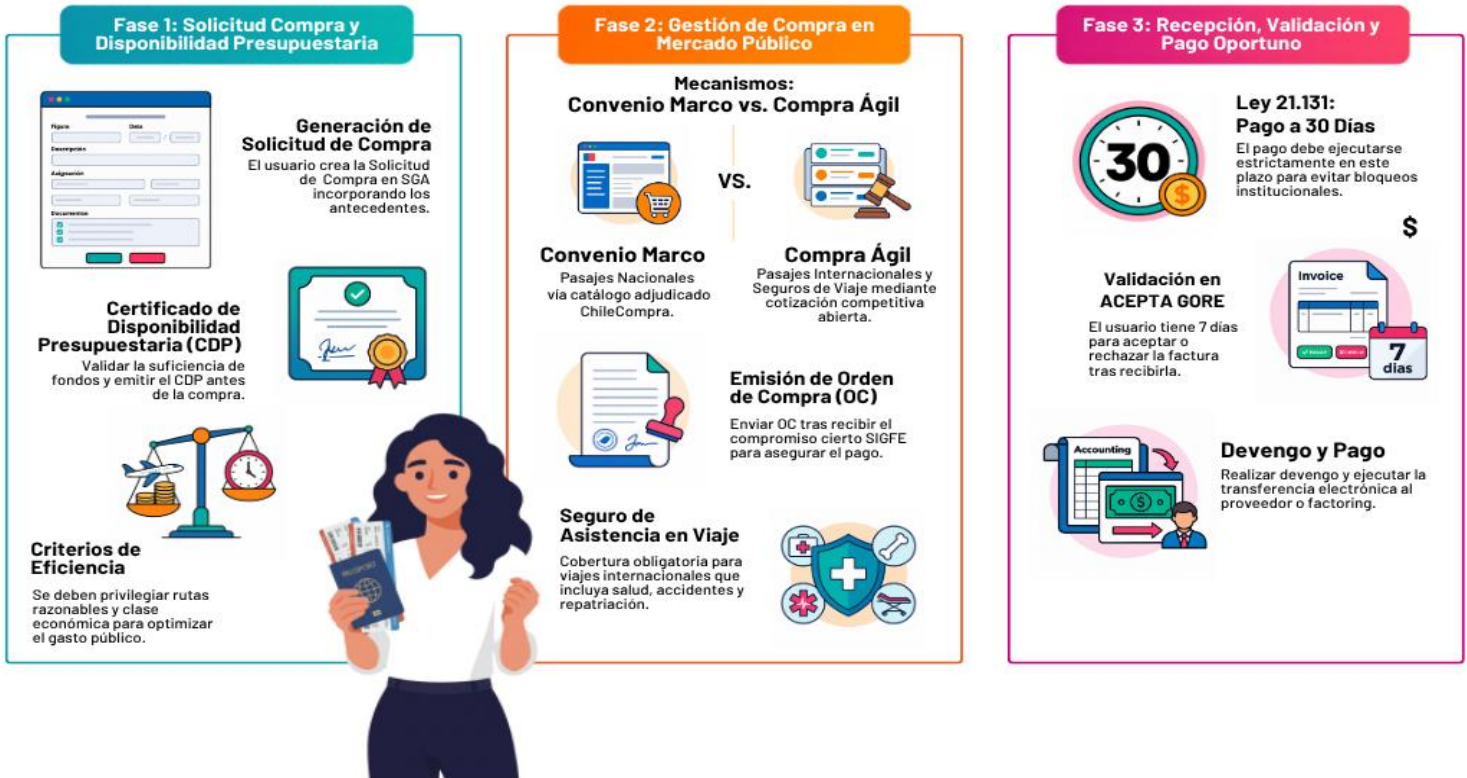 Fase 1: Solicitud Compra y
Disponibilidad Presupuestaria
Figura
Data
Descripción
Asignación
Documentos
Generación de
Solicitud de Compra
El usuario crea la Solicitud
de Compra en SGA
incorporando los
antecedentes.
Certificado de
Disponibilidad
Presupuestaria (CDP)
Validar la suficiencia de
fondos y emitir el CDP antes
de la compra.
Criterios de
Eficiencia
Se deben privilegiar rutas
razonables y clase
económica para optimizar
el gasto público.
Fase 2: Gestión de Compra en
Mercado Público
Mecanismos:
Convenio Marco vs. Compra Ágil
VS.
Convenio Marco
Pasajes Nacionales
vía catálogo adjudicado
ChileCompra.
Compra Ágil
Pasajes Internacionales y
Seguros de Viaje mediante
cotización competitiva
abierta.
Emisión de Orden
de Compra (OC)
Enviar OC tras recibir el
compromiso cierto SIGFE
para asegurar el pago.
Seguro de
Asistencia en Viaje
Cobertura obligatoria para
viajes internacionales que
incluya salud, accidentes y
repatriación.
Fase 3: Recepción, Validación y
Pago Oportuno
30
$
Ley 21.131:
Pago a 30 Días
El pago debe ejecutarse
estrictamente en este
plazo para evitar bloqueos
institucionales.
$
Validación en
ACEPTA GORE
El usuario tiene 7 días
para aceptar o
rechazar la factura
tras recibirla.
Invoice
7
dias
Accounting
$
Devengo y Pago
Realizar devengo y ejecutar la
transferencia electrónica al
proveedor o factoring.